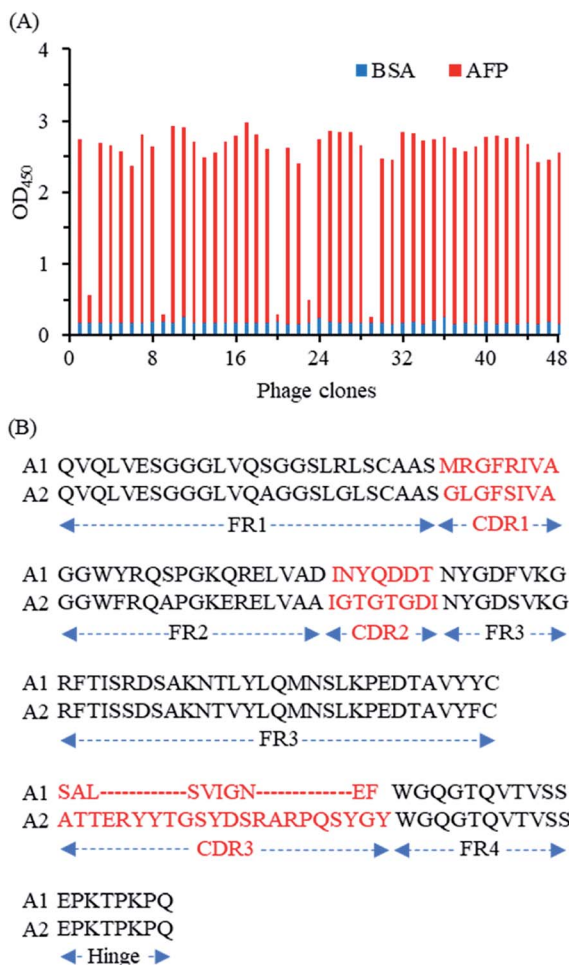 (A)
4
3
2
1
0
OD450
BSA AFP
0 8 16 24 32 40 48
Phage clones
(B)
A1 QVQLVESGGGLVQSGGSLRLSCAAS MRGFRIVA
A2 QVQLVESGGGLVQAGGSLGLSCAAS GLGFSIVA
FR1 CDR1
A1 GGWYRQSPGKQRELVAD INYQDDT NYGDFVKG
A2 GGWFRQAPGKERELVAA IGTGTGDI NYGDSVKG
FR2 CDR2 FR3
A1 RFTISRDSAKNTLYLQMNSLKPEDTAVYYC
A2 RFTISSDSAKNTVYLQMNSLKPEDTAVYFC
FR3
A1 SAL------------SVIGN-------------EF WGQGTQVTVSS
A2 ATTERYYTGSYDSRARPQSYGY WGQGTQVTVSS
CDR3 FR4
A1 EPKTPKPQ
A2 EPKTPKPQ
Hinge